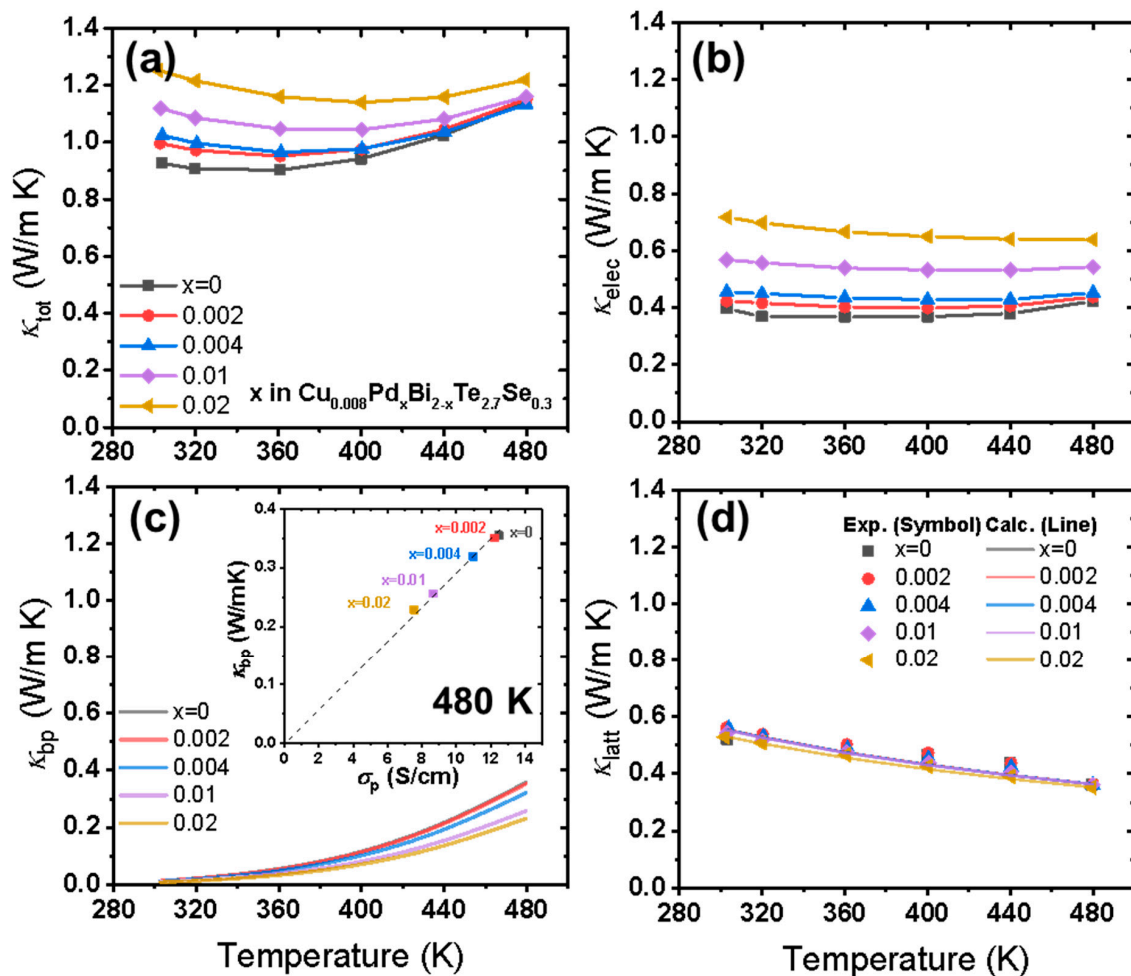 (a)
1.4
1.2
1.0
0.8
0.6
0.4
0.2
0.0
κtot (W/m K)
x=0
0.002
0.004
0.01
0.02
x in Cu0.008PdxBi2-xTe2.7Se0.3
280 320 360 400 440 480
(b)
1.4
1.2
1.0
0.8
0.6
0.4
0.2
0.0
κelec (W/m K)
280 320 360 400 440 480
(c)
1.4
1.2
1.0
0.8
0.6
0.4
0.2
0.0
κbp (W/m K)
x=0
0.002
0.004
0.01
0.02
0.4
0.3
0.2
0.1
0.0
κbp (W/mK)
x=0.002
x=0
x=0.004
x=0.01
x=0.02
480 K
0 2 4 6 8 10 12 14
σp (S/cm)
280 320 360 400 440 480
Temperature (K)
(d)
1.4
1.2
1.0
0.8
0.6
0.4
0.2
0.0
κlatt (W/m K)
Exp. (Symbol) Calc. (Line)
x=0 x=0
0.002 0.002
0.004 0.004
0.01 0.01
0.02 0.02
280 320 360 400 440 480
Temperature (K)